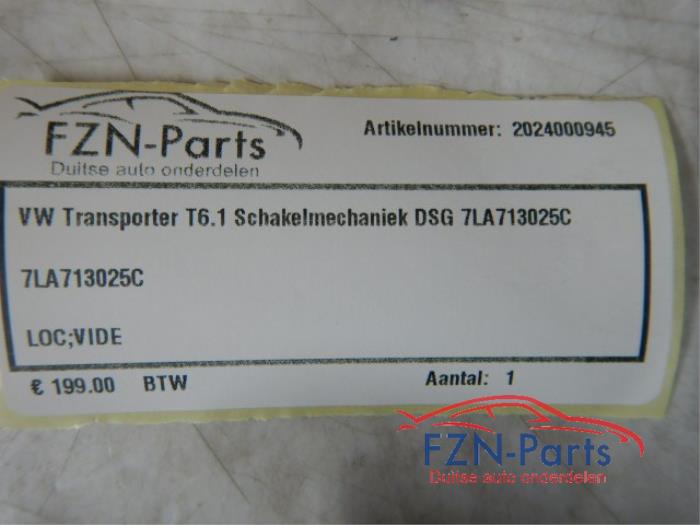 FZN-Parts
Duitse auto onderdelen
Artikelnummer: 2024000945
VW Transporter T6.1 Schakelmechaniek DSG 7LA713025C
7LA713025C
LOC;VIDE
€ 199.00 BTW
Aantal: 1
FZN-Parts
Duitse auto onderdelen